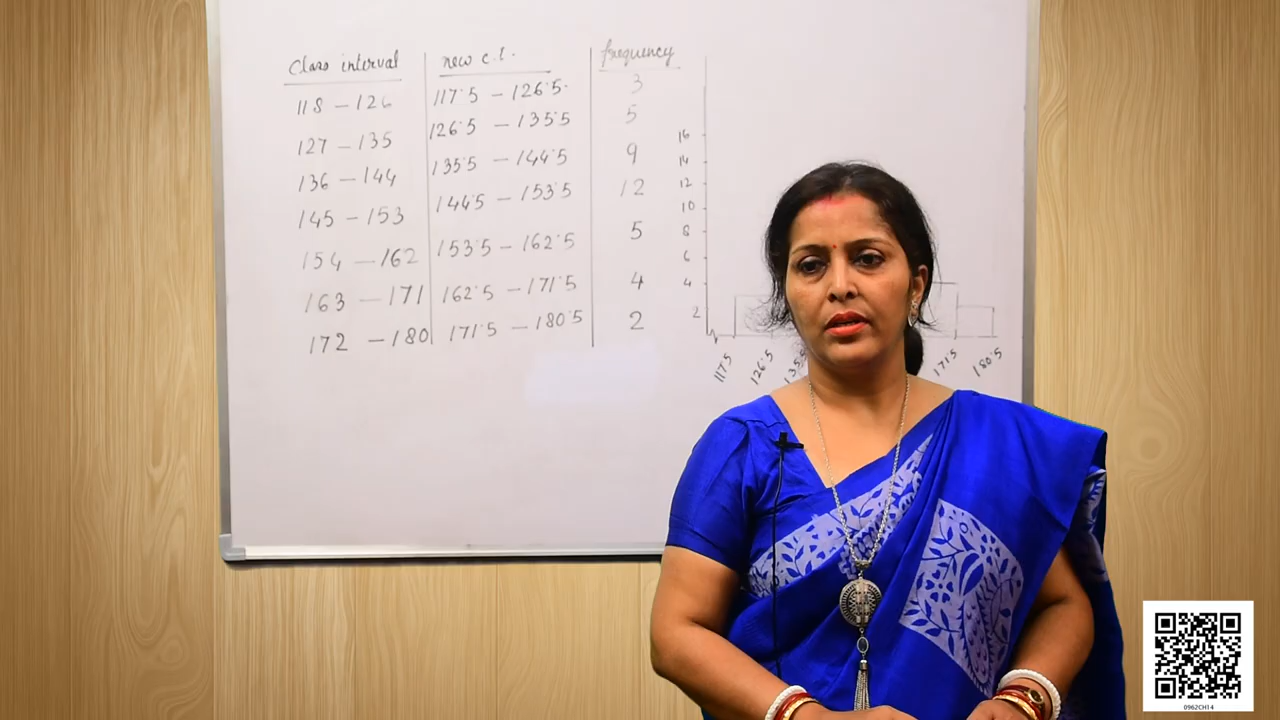 class interval new c.I. frequency
118 – 126 117.5 – 126.5. 3
127 – 135 126.5 – 135.5 5
136 – 144 135.5 – 144.5 9
145 – 153 144.5 – 153.5 12
154 – 162 153.5 – 162.5 5
163 – 171 162.5 – 171.5 4
172 – 180 171.5 – 180.5 2
16
14
12
10
8
6
4
2
117.5 126.5 171.5 180.5
0962CH14